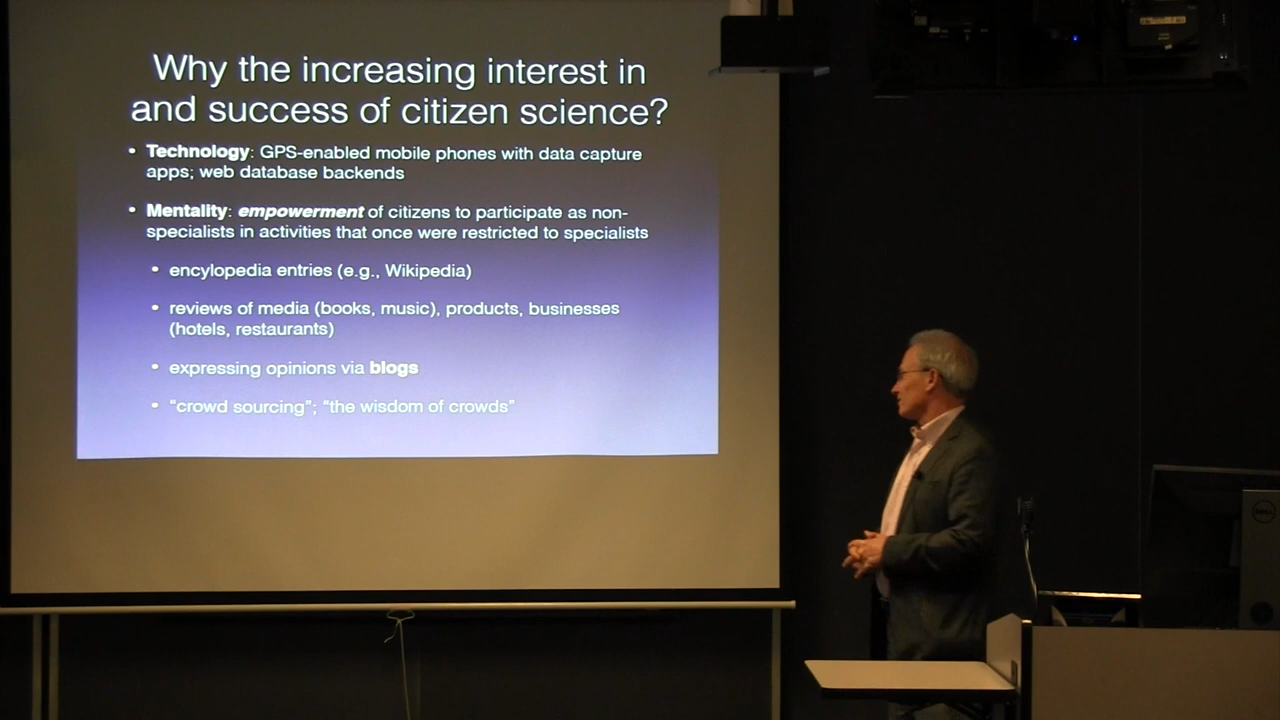 Why the increasing interest in
and success of citizen science?
• Technology: GPS-enabled mobile phones with data capture
apps; web database backends
• Mentality: empowerment of citizens to participate as non-
specialists in activities that once were restricted to specialists
• encylopedia entries (e.g., Wikipedia)
• reviews of media (books, music), products, businesses
(hotels, restaurants)
• expressing opinions via blogs
• “crowd sourcing”; “the wisdom of crowds”
DELL